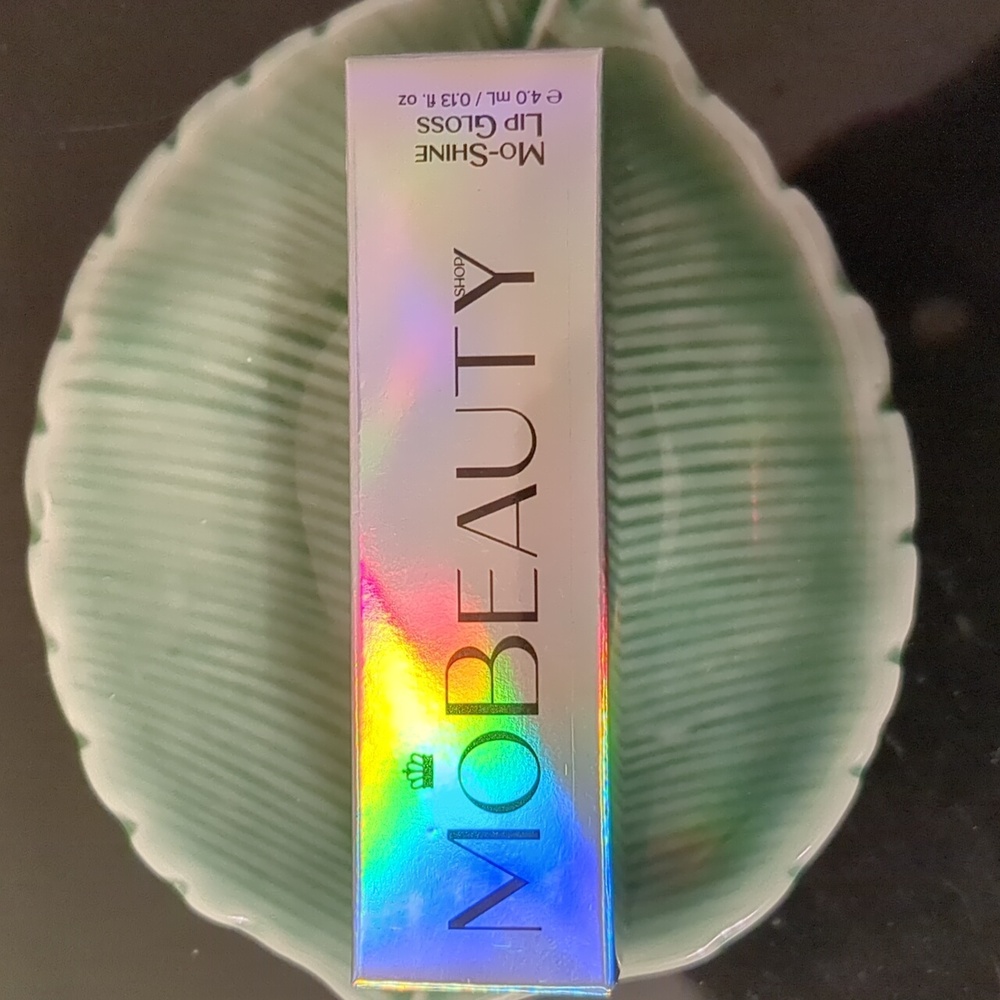 MOBEAUTY
SHOP
MO-SHINE
LIP GLOSS
℮ 4.0 mL / 0.13 fl. oz